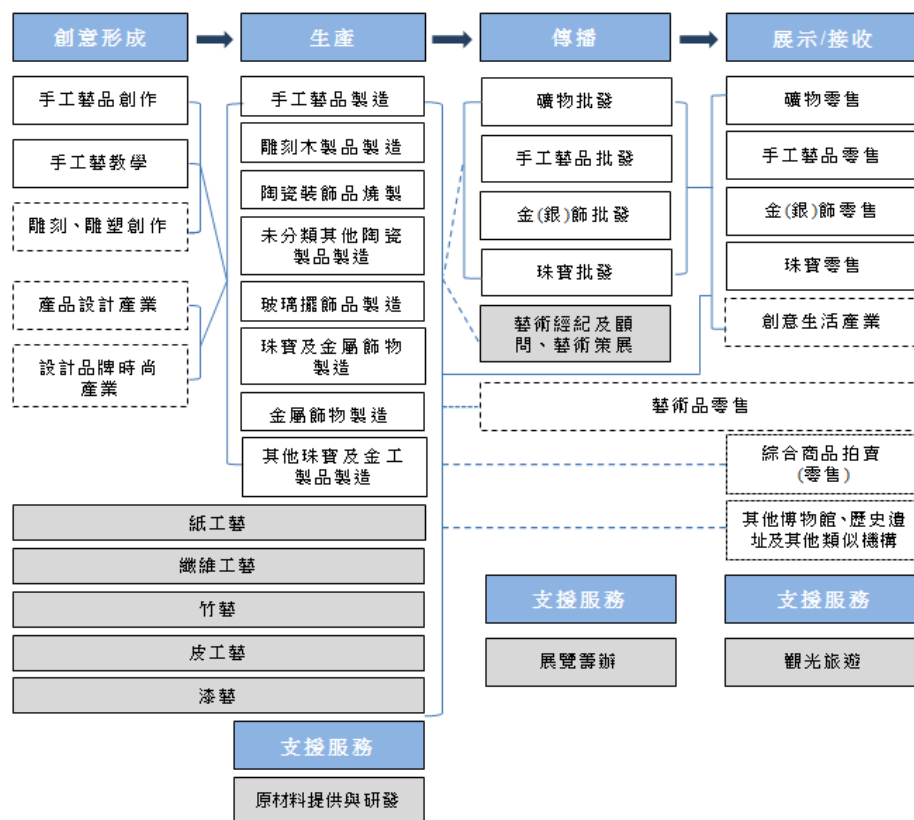 創意形成
生產
傳播
展示/接收
手工藝品創作
手工藝教學
雕刻、雕塑創作
產品設計產業
設計品牌時尚
產業
手工藝品製造
雕刻木製品製造
陶瓷裝飾品燒製
未分類其他陶瓷
製品製造
玻璃擺飾品製造
珠寶及金屬飾物
製造
金屬飾物製造
其他珠寶及金工
製品製造
礦物批發
手工藝品批發
金(銀)飾批發
珠寶批發
藝術經紀及顧
問、藝術策展
礦物零售
手工藝品零售
金(銀)飾零售
珠寶零售
創意生活產業
藝術品零售
綜合商品拍賣
(零售)
其他博物館、歷史遺
址及其他類似機構
紙工藝
纖維工藝
竹藝
皮工藝
漆藝
支援服務
原材料提供與研發
支援服務
展覽籌辦
支援服務
觀光旅遊